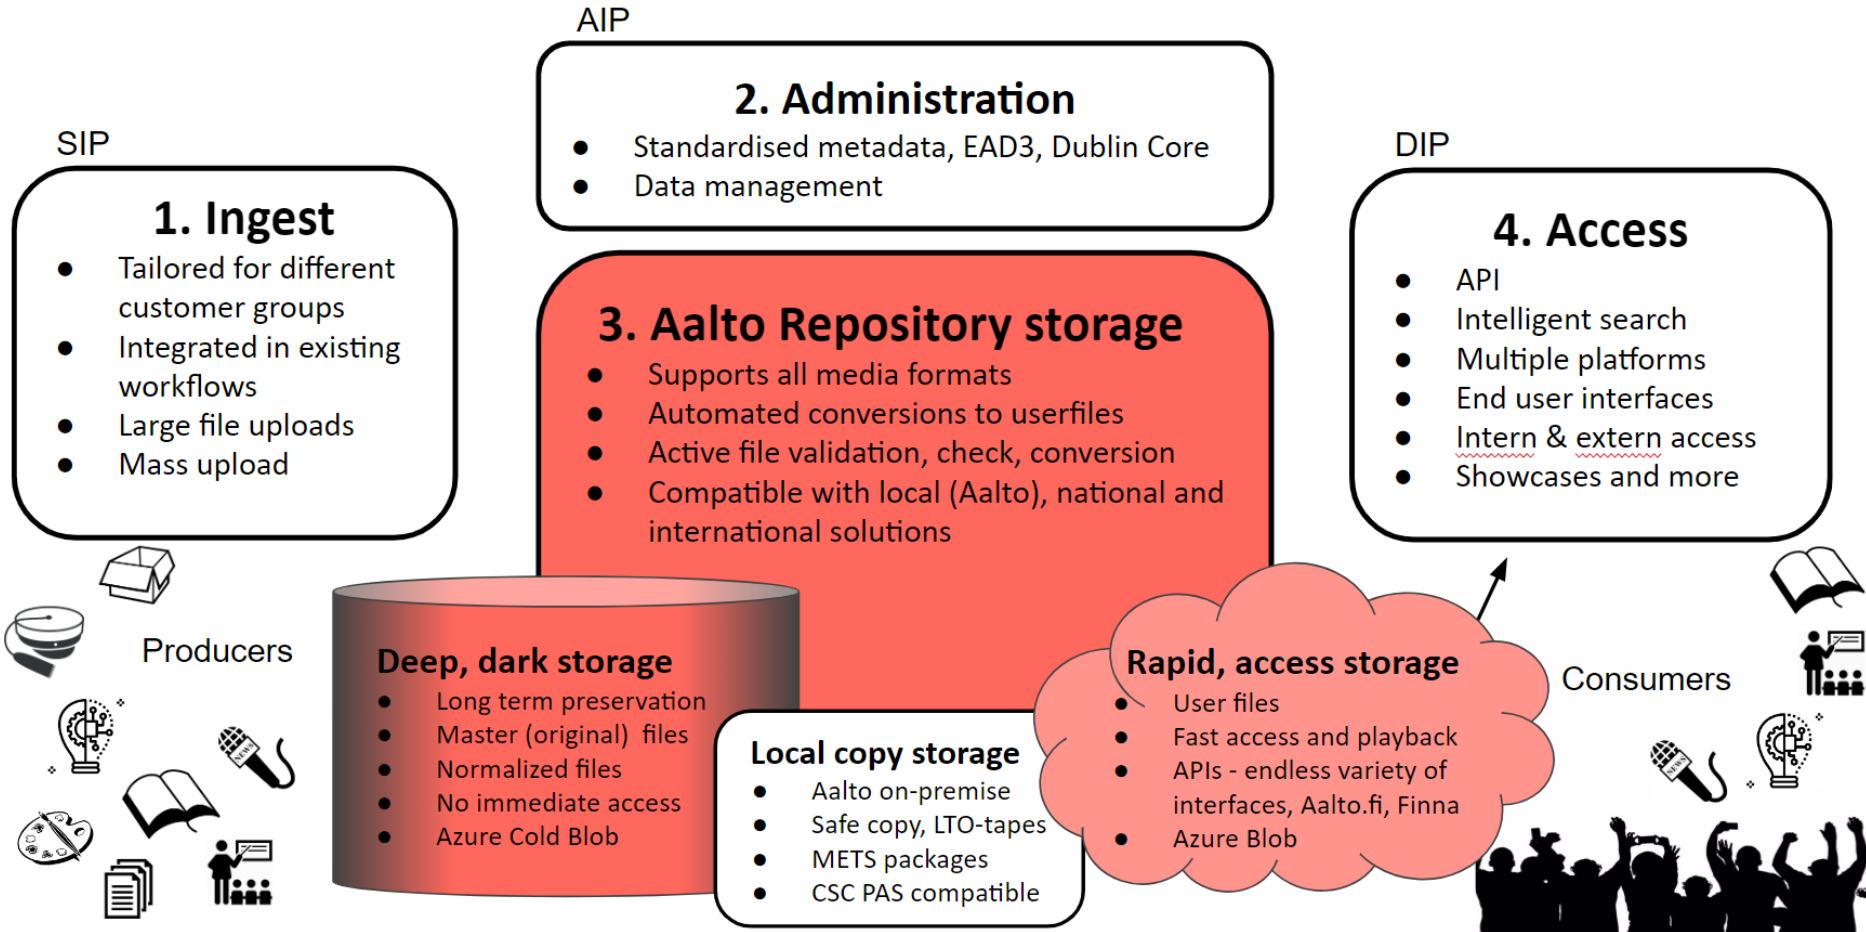 AIP
2. Administration
● Standardised metadata, EAD3, Dublin Core
● Data management
SIP
1. Ingest
● Tailored for different
customer groups
● Integrated in existing
workflows
● Large file uploads
● Mass upload
3. Aalto Repository storage
● Supports all media formats
● Automated conversions to userfiles
● Active file validation, check, conversion
● Compatible with local (Aalto), national and
international solutions
DIP
4. Access
● API
● Intelligent search
● Multiple platforms
● End user interfaces
● Intern & extern access
● Showcases and more
Producers
NEWS
Deep, dark storage
● Long term preservation
● Master (original) files
● Normalized files
● No immediate access
● Azure Cold Blob
Local copy storage
● Aalto on-premise
● Safe copy, LTO-tapes
● METS packages
● CSC PAS compatible
Rapid, access storage
● User files
● Fast access and playback
● APIs - endless variety of
interfaces, Aalto.fi, Finna
● Azure Blob
Consumers
NEWS